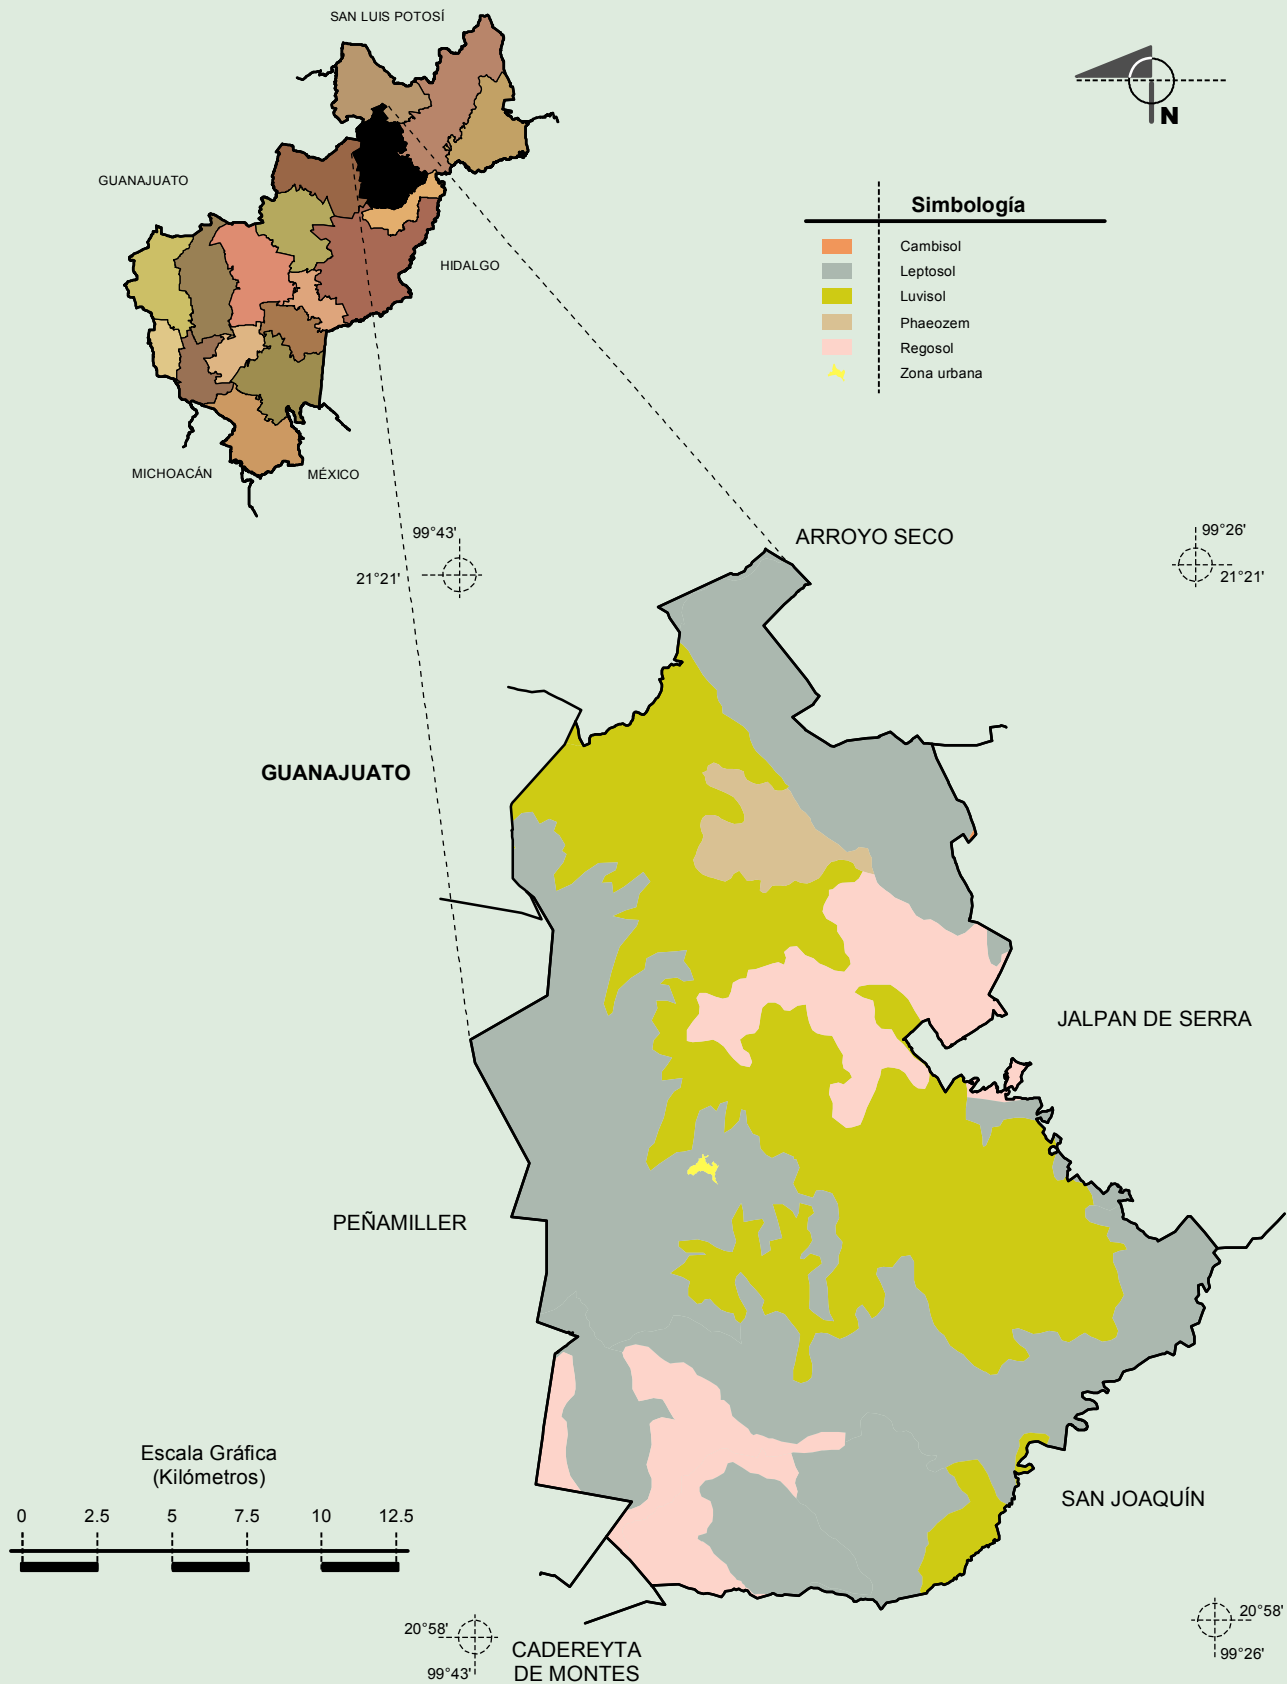 SAN LUIS POTOSÍ
GUANAJUATO
HIDALGO
MICHOACÁN
MÉXICO
N
Simbología
Cambisol
Leptosol
Luvisol
Phaeozem
Regosol
Zona urbana
99°43'
21°21'
ARROYO SECO
99°26'
21°21'
GUANAJUATO
JALPAN DE SERRA
PEÑAMILLER
SAN JOAQUÍN
Escala Gráfica
(Kilómetros)
0 2.5 5 7.5 10 12.5
20°58'
99°43'
CADEREYTA
DE MONTES
20°58'
99°26'